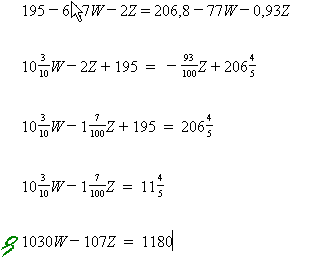 195 − − 2Z = 206,8 − 77W − 0,93Z
10 3/10 W − 2Z + 195 = − 93/100 Z + 206 4/5
10 3/10 W − 1 7/100 Z + 195 = 206 4/5
10 3/10 W − 1 7/100 Z = 11 4/5
1030W − 107Z = 1180